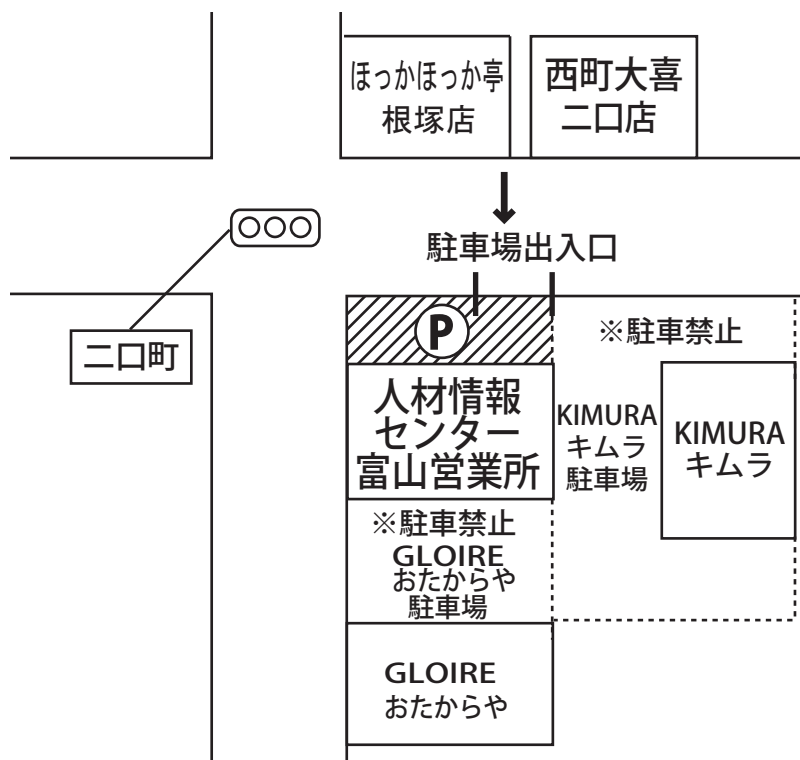 ほっかほっか亭
根塚店
西町大喜
二口店
駐車場出入口
二口町
P
※駐車禁止
人材情報
センター
富山営業所
KIMURA
キムラ
駐車場
KIMURA
キムラ
※駐車禁止
GLOIRE
おたからや
駐車場
GLOIRE
おたからや